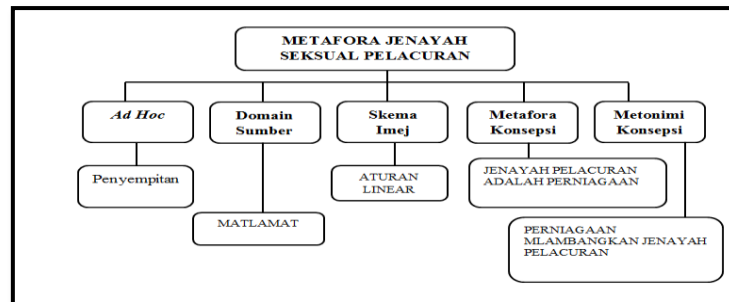 METAFORA JENAYAH
SEKSUAL PELACURAN
Ad Hoc
Domain
Sumber
Skema
Imej
Metafora
Konsepsi
Metonimi
Konsepsi
Penyempitan
MATLAMAT
ATURAN
LINEAR
JENAYAH PELACURAN
ADALAH PERNIAGAAN
PERNIAGAAN
MLAMBANGKAN JENAYAH
PELACURAN